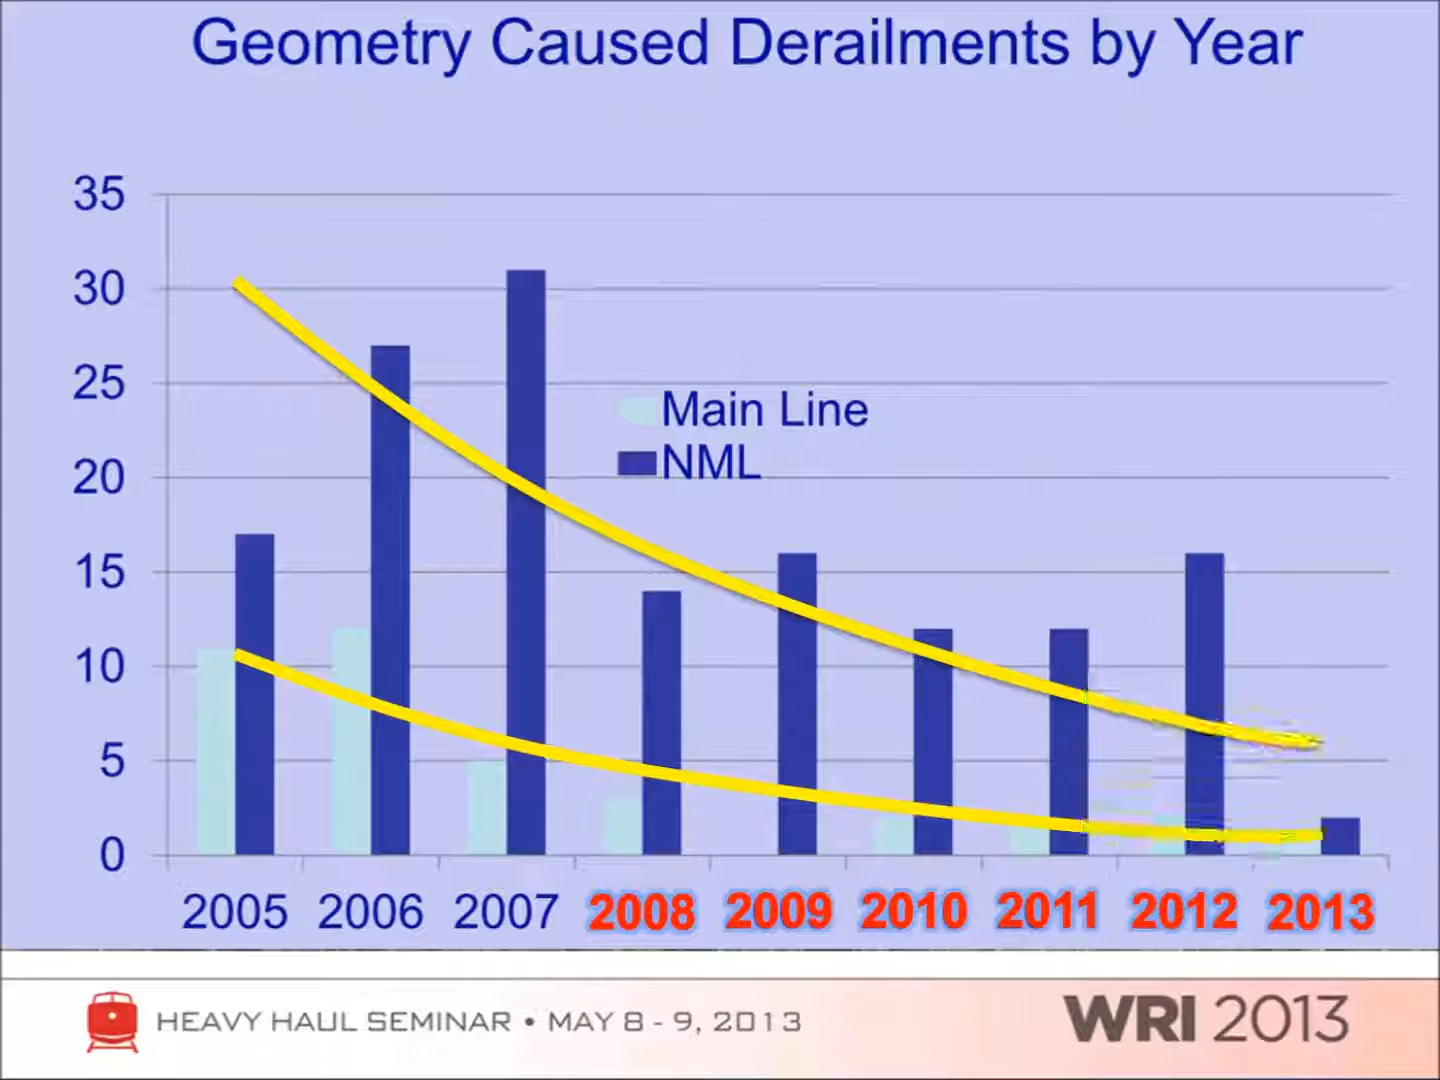 Geometry Caused Derailments by Year
35
30
25
20
15
10
5
0
Main Line
NML
2005 2006 2007 2008 2009 2010 2011 2012 2013
HEAVY HAUL SEMINAR • MAY 8 - 9, 2013
WRI 2013